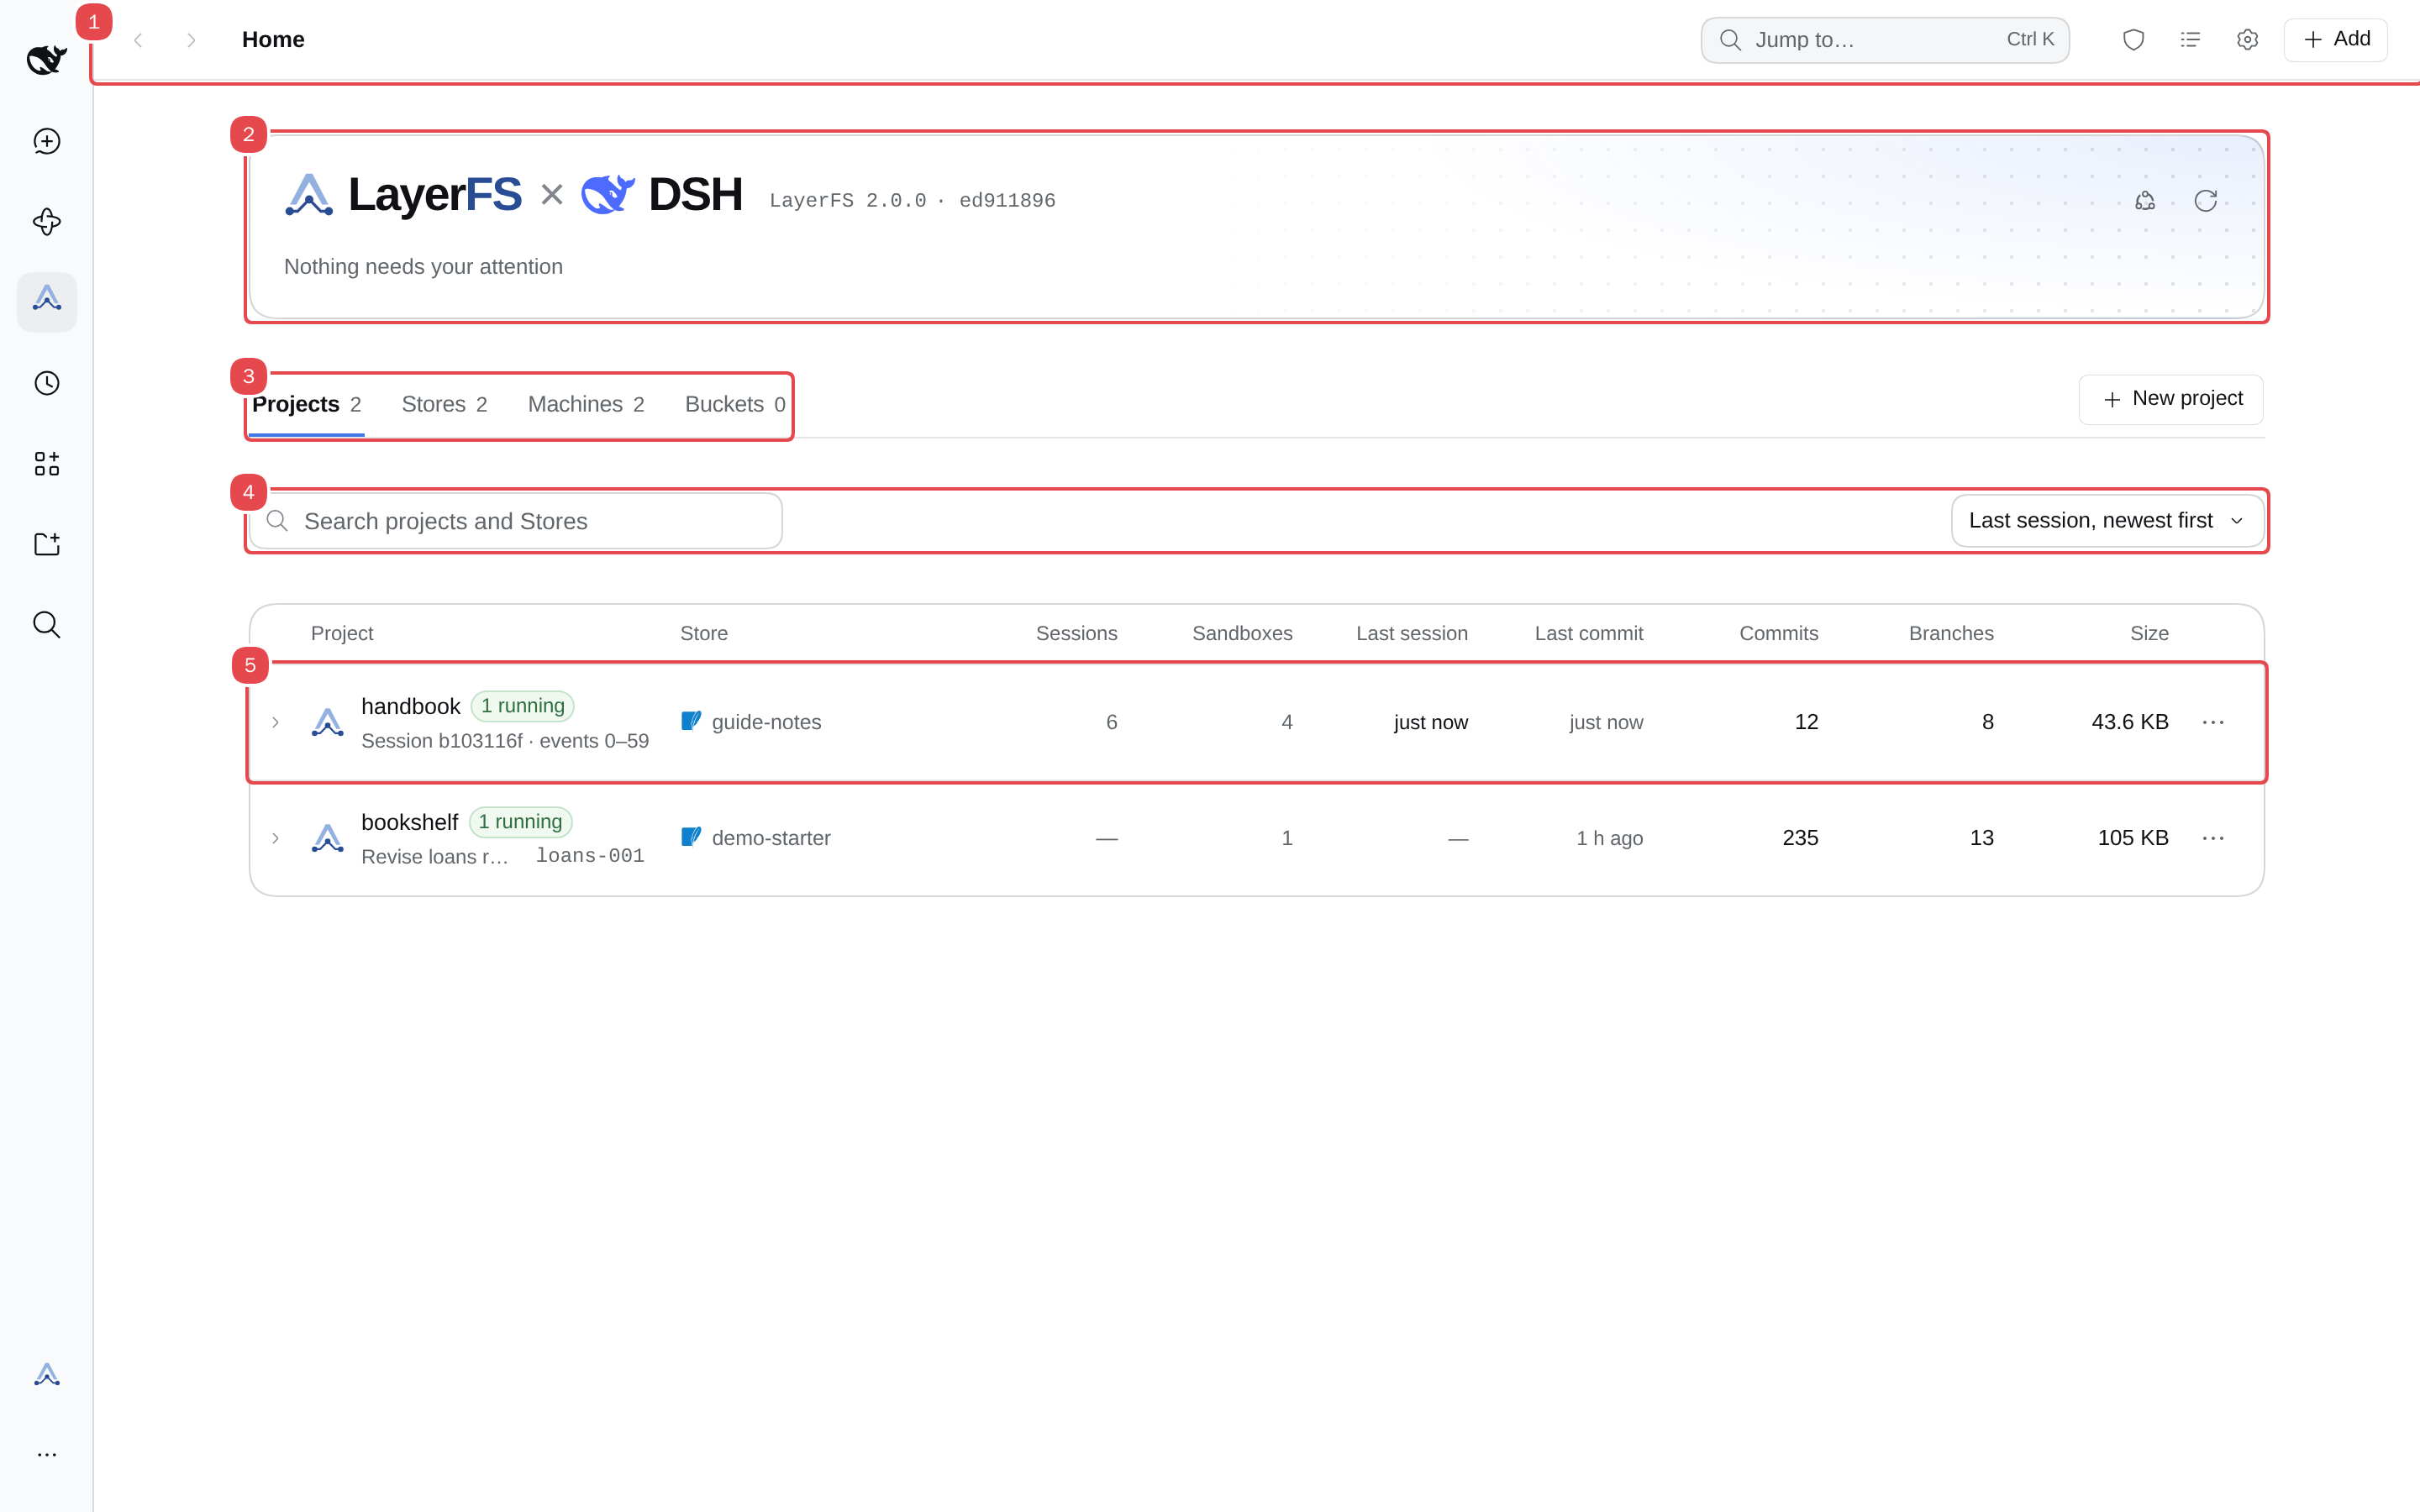 1
Home
Jump to…
Ctrl K
Add
2
LayerFS × DSH LayerFS 2.0.0 · ed911896
Nothing needs your attention
3
Projects 2 Stores 2 Machines 2 Buckets 0
New project
4
Search projects and Stores
Last session, newest first
Project Store Sessions Sandboxes Last session Last commit Commits Branches Size
5
handbook 1 running
Session b103116f · events 0–59
guide-notes 6 4 just now just now 12 8 43.6 KB
bookshelf 1 running
Revise loans r… loans-001
demo-starter — 1 — 1 h ago 235 13 105 KB